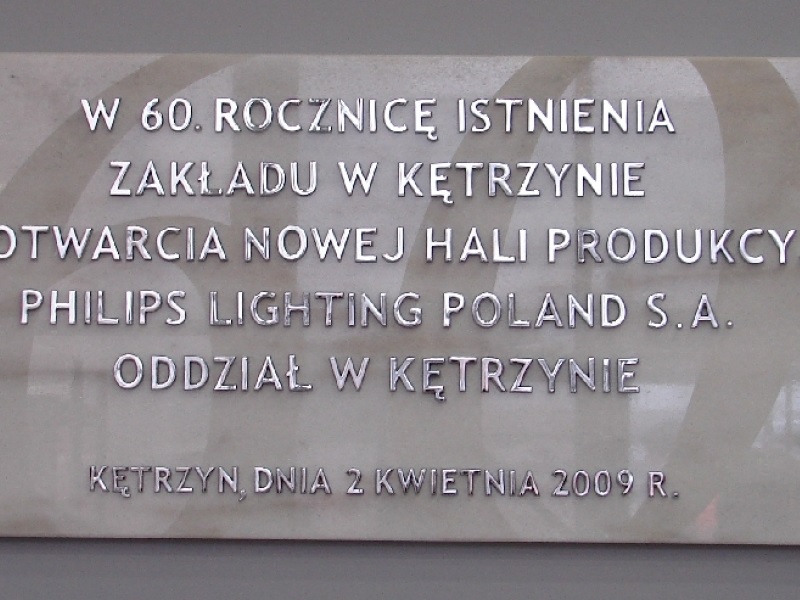 W 60. ROCZNICĘ ISTNIENIA
ZAKŁADU W KĘTRZYNIE
OTWARCIA NOWEJ HALI PRODUKCY
PHILIPS LIGHTING POLAND S.A.
ODDZIAŁ W KĘTRZYNIE
KĘTRZYN, DNIA 2 KWIETNIA 2009 R.